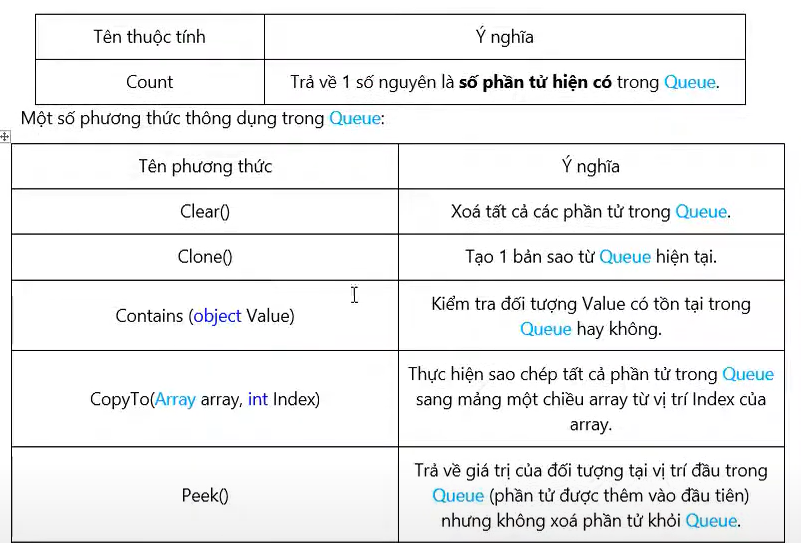 Tên thuộc tính
Ý nghĩa
Count
Trả về 1 số nguyên là số phần tử hiện có trong Queue.
Một số phương thức thông dụng trong Queue:
Tên phương thức
Ý nghĩa
Clear()
Xoá tất cả các phần tử trong Queue.
Clone()
Tạo 1 bản sao từ Queue hiện tại.
Contains (object Value)
Kiểm tra đối tượng Value có tồn tại trong
Queue hay không.
CopyTo(Array array, int Index)
Thực hiện sao chép tất cả phần tử trong Queue
sang mảng một chiều array từ vị trí Index của
array.
Peek()
Trả về giá trị của đối tượng tại vị trí đầu trong
Queue (phần tử được thêm vào đầu tiên)
nhưng không xoá phần tử khỏi Queue.